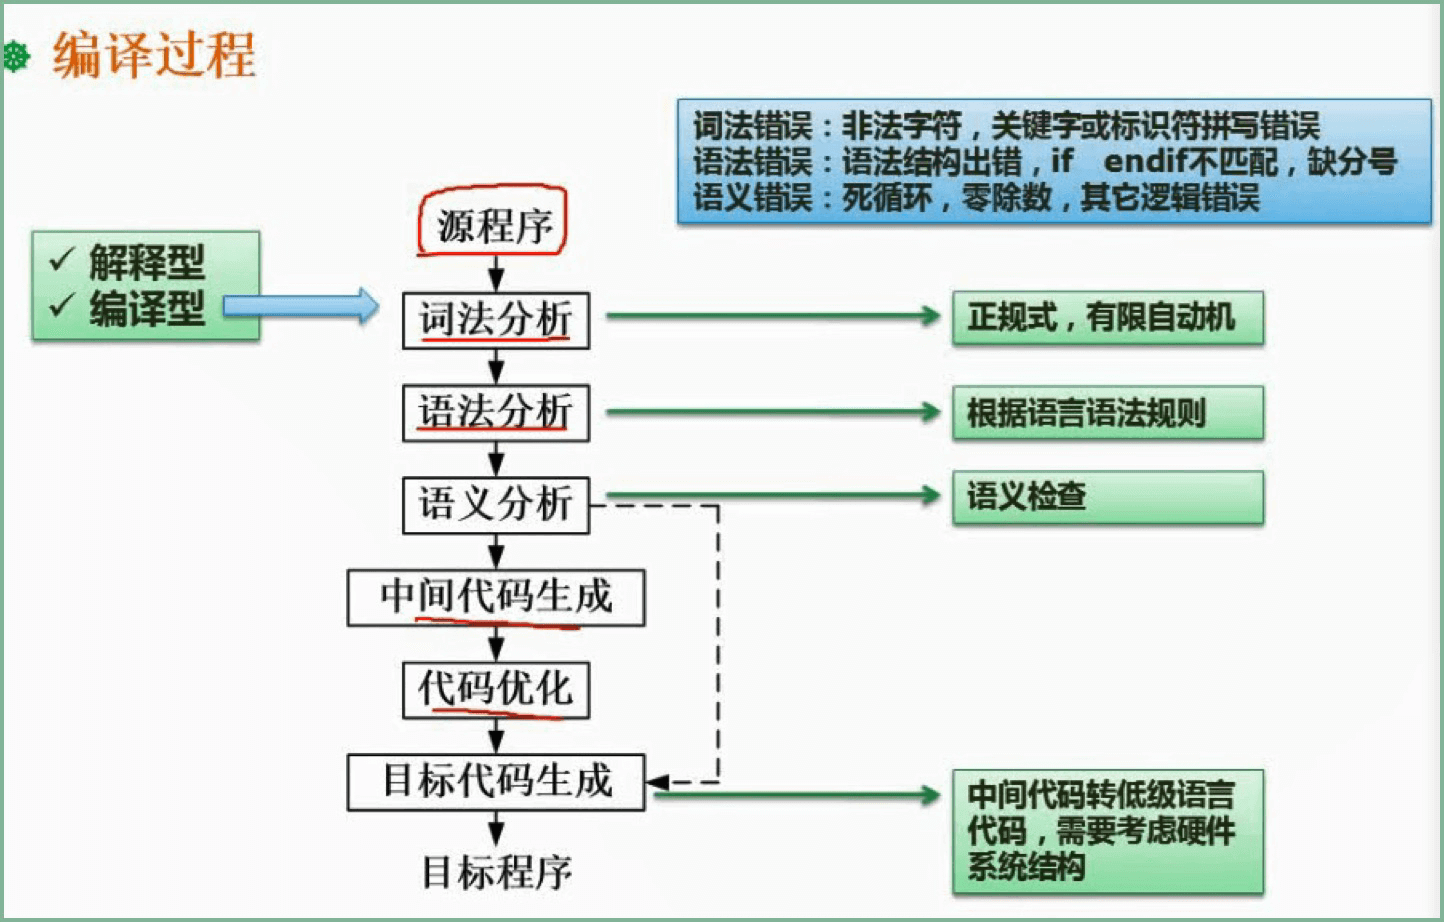 编译过程
词法错误：非法字符，关键字或标识符拼写错误
语法错误：语法结构出错，if endif不匹配，缺分号
语义错误：死循环，零除数，其它逻辑错误
✓ 解释型
✓ 编译型
源程序
词法分析
正规式，有限自动机
语法分析
根据语言语法规则
语义分析
语义检查
中间代码生成
代码优化
目标代码生成
中间代码转低级语言
代码，需要考虑硬件
系统结构
目标程序